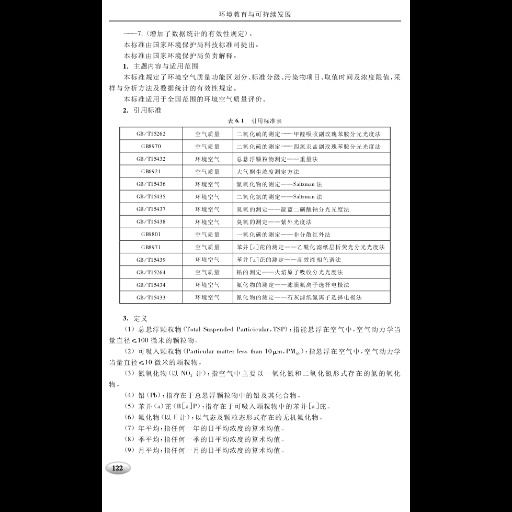 环境教育与可持续发展
——7.(增加了数据统计的有效性规定)。
本标准由国家环境保护局科技标准司提出。
本标准由国家环境保护局负责解释。
1. 主题内容与适用范围
本标准规定了环境空气质量功能区划分、标准分级、污染物项目、取值时间及浓度限值,采
样与分析方法及数据统计的有效性规定。
本标准适用于全国范围的环境空气质量评价。
2. 引用标准
表 6.1 引用标准表
GB/T15262 空气质量 二氧化硫的测定——甲醛吸收副玫瑰苯胺分光光度法
GB8970 空气质量 二氧化硫的测定——四氯汞盐副玫瑰苯胺分光光度法
GB/T15432 环境空气 总悬浮颗粒物测定——重量法
GB6921 空气质量 大气飘尘浓度测定方法
GB/T15436 环境空气 氮氧化物的测定——Saltzman 法
GB/T15435 环境空气 二氧化氮的测定——Saltzman 法
GB/T15437 环境空气 臭氧的测定——靛蓝二磺酸钠分光光度法
GB/T15438 环境空气 臭氧的测定——紫外光度法
GB9801 空气质量 一氧化碳的测定——非分散红外法
GB8971 空气质量 苯并[a]芘的测定——乙酰化滤纸层析荧光分光光度法
GB/T15439 环境空气 苯并[a]芘的测定——高效液相色谱法
GB/T15264 空气质量 铅的测定——火焰原子吸收分光光度法
GB/T15434 环境空气 氟化物的测定——滤膜氟离子选择电极法
GB/T15433 环境空气 氟化物的测定——石灰滤纸氟离子选择电极法
3. 定义
(1) 总悬浮颗粒物(Total Suspended Particicular,TSP):指能悬浮在空气中,空气动力学当
量直径≤100 微米的颗粒物。
(2) 可吸入颗粒物(Particular matter less than 10 μm,PM₁₀):指悬浮在空气中,空气动力学
当量直径≤10 微米的颗粒物。
(3) 氮氧化物(以 NO₂ 计):指空气中主要以一氧化氮和二氧化氮形式存在的氮的氧化
物。
(4) 铅(Pb):指存在于总悬浮颗粒物中的铅及其化合物。
(5) 苯并(a)芘(B[a]P):指存在于可吸入颗粒物中的苯并[a]芘。
(6) 氟化物(以 F 计):以气态及颗粒态形式存在的无机氟化物。
(7) 年平均:指任何一年的日平均浓度的算术均值。
(8) 季平均:指任何一季的日平均浓度的算术均值。
(9) 月平均:指任何一月的日平均浓度的算术均值。
122